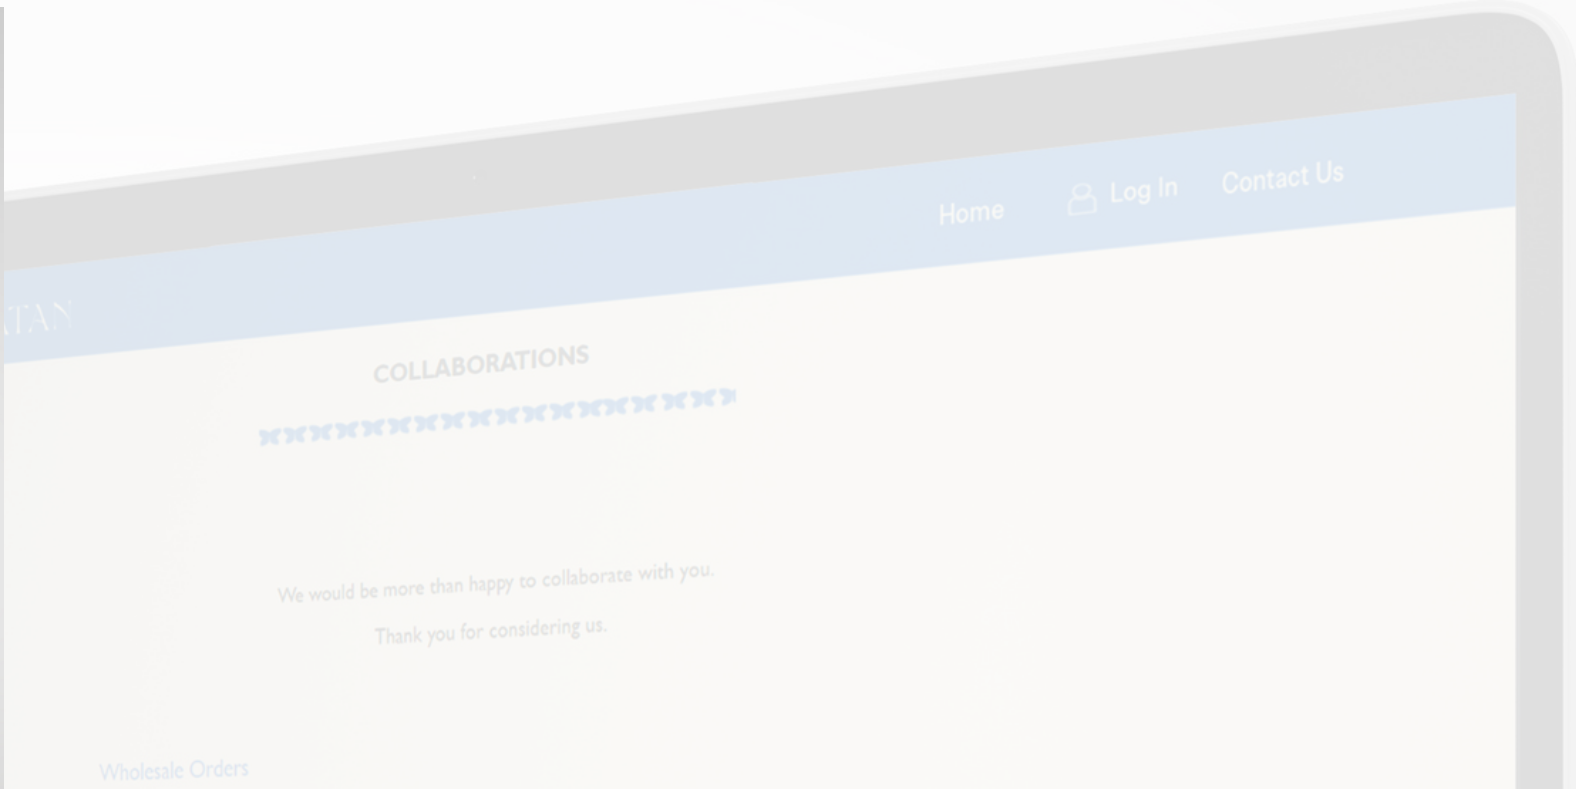 Home Log In Contact Us
ATAN
COLLABORATIONS
We would be more than happy to collaborate with you.
Thank you for considering us.
Wholesale Orders